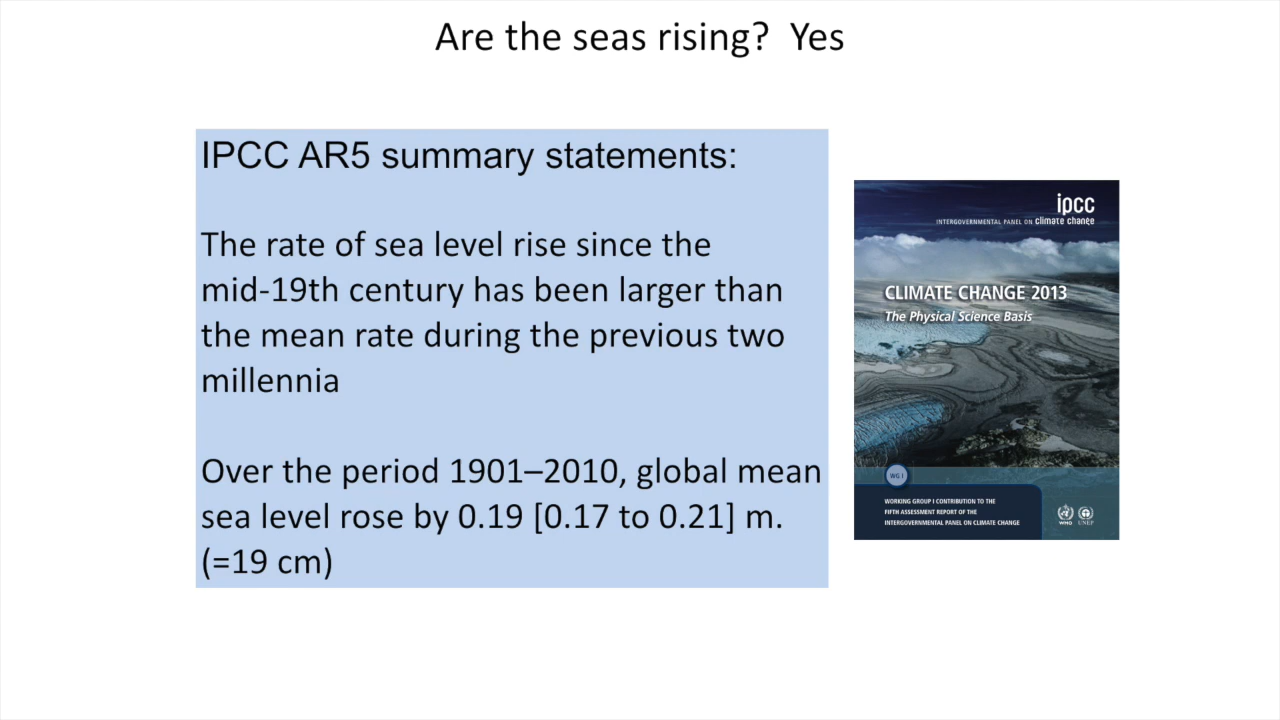 Are the seas rising?  Yes
IPCC AR5 summary statements:
The rate of sea level rise since the
mid-19th century has been larger than
the mean rate during the previous two
millennia
Over the period 1901–2010, global mean
sea level rose by 0.19 [0.17 to 0.21] m.
(=19 cm)
ipcc
INTERGOVERNMENTAL PANEL ON climate change
CLIMATE CHANGE 2013
The Physical Science Basis
WG I
WORKING GROUP I CONTRIBUTION TO THE
FIFTH ASSESSMENT REPORT OF THE
INTERGOVERNMENTAL PANEL ON CLIMATE CHANGE
WMO UNEP